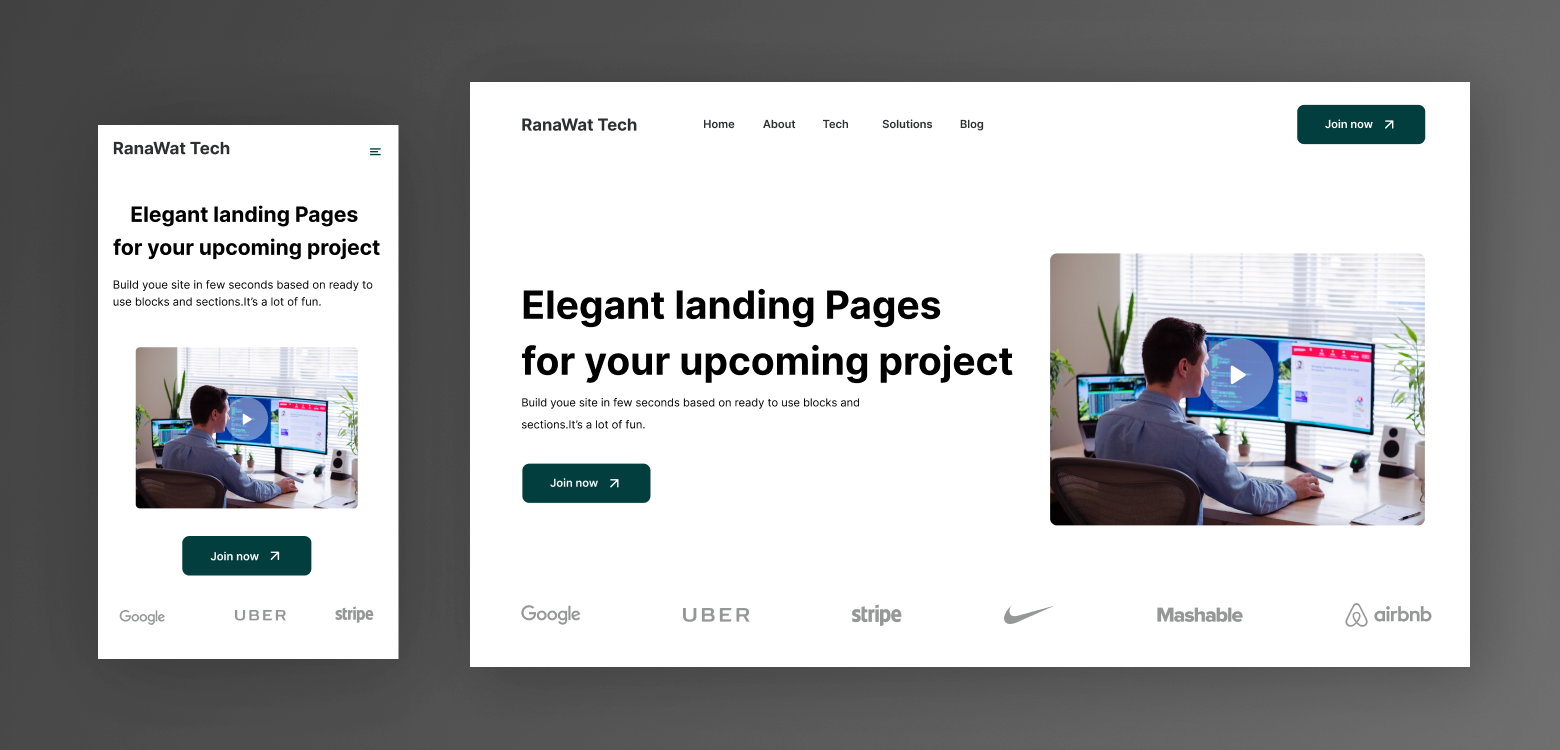 RanaWat Tech
Elegant landing Pages
for your upcoming project
Build youe site in few seconds based on ready to
use blocks and sections.It's a lot of fun.
Join now
Google UBER stripe
RanaWat Tech Home About Tech Solutions Blog Join now
Elegant landing Pages
for your upcoming project
Build youe site in few seconds based on ready to use blocks and
sections.It's a lot of fun.
Join now
Google UBER stripe Mashable airbnb